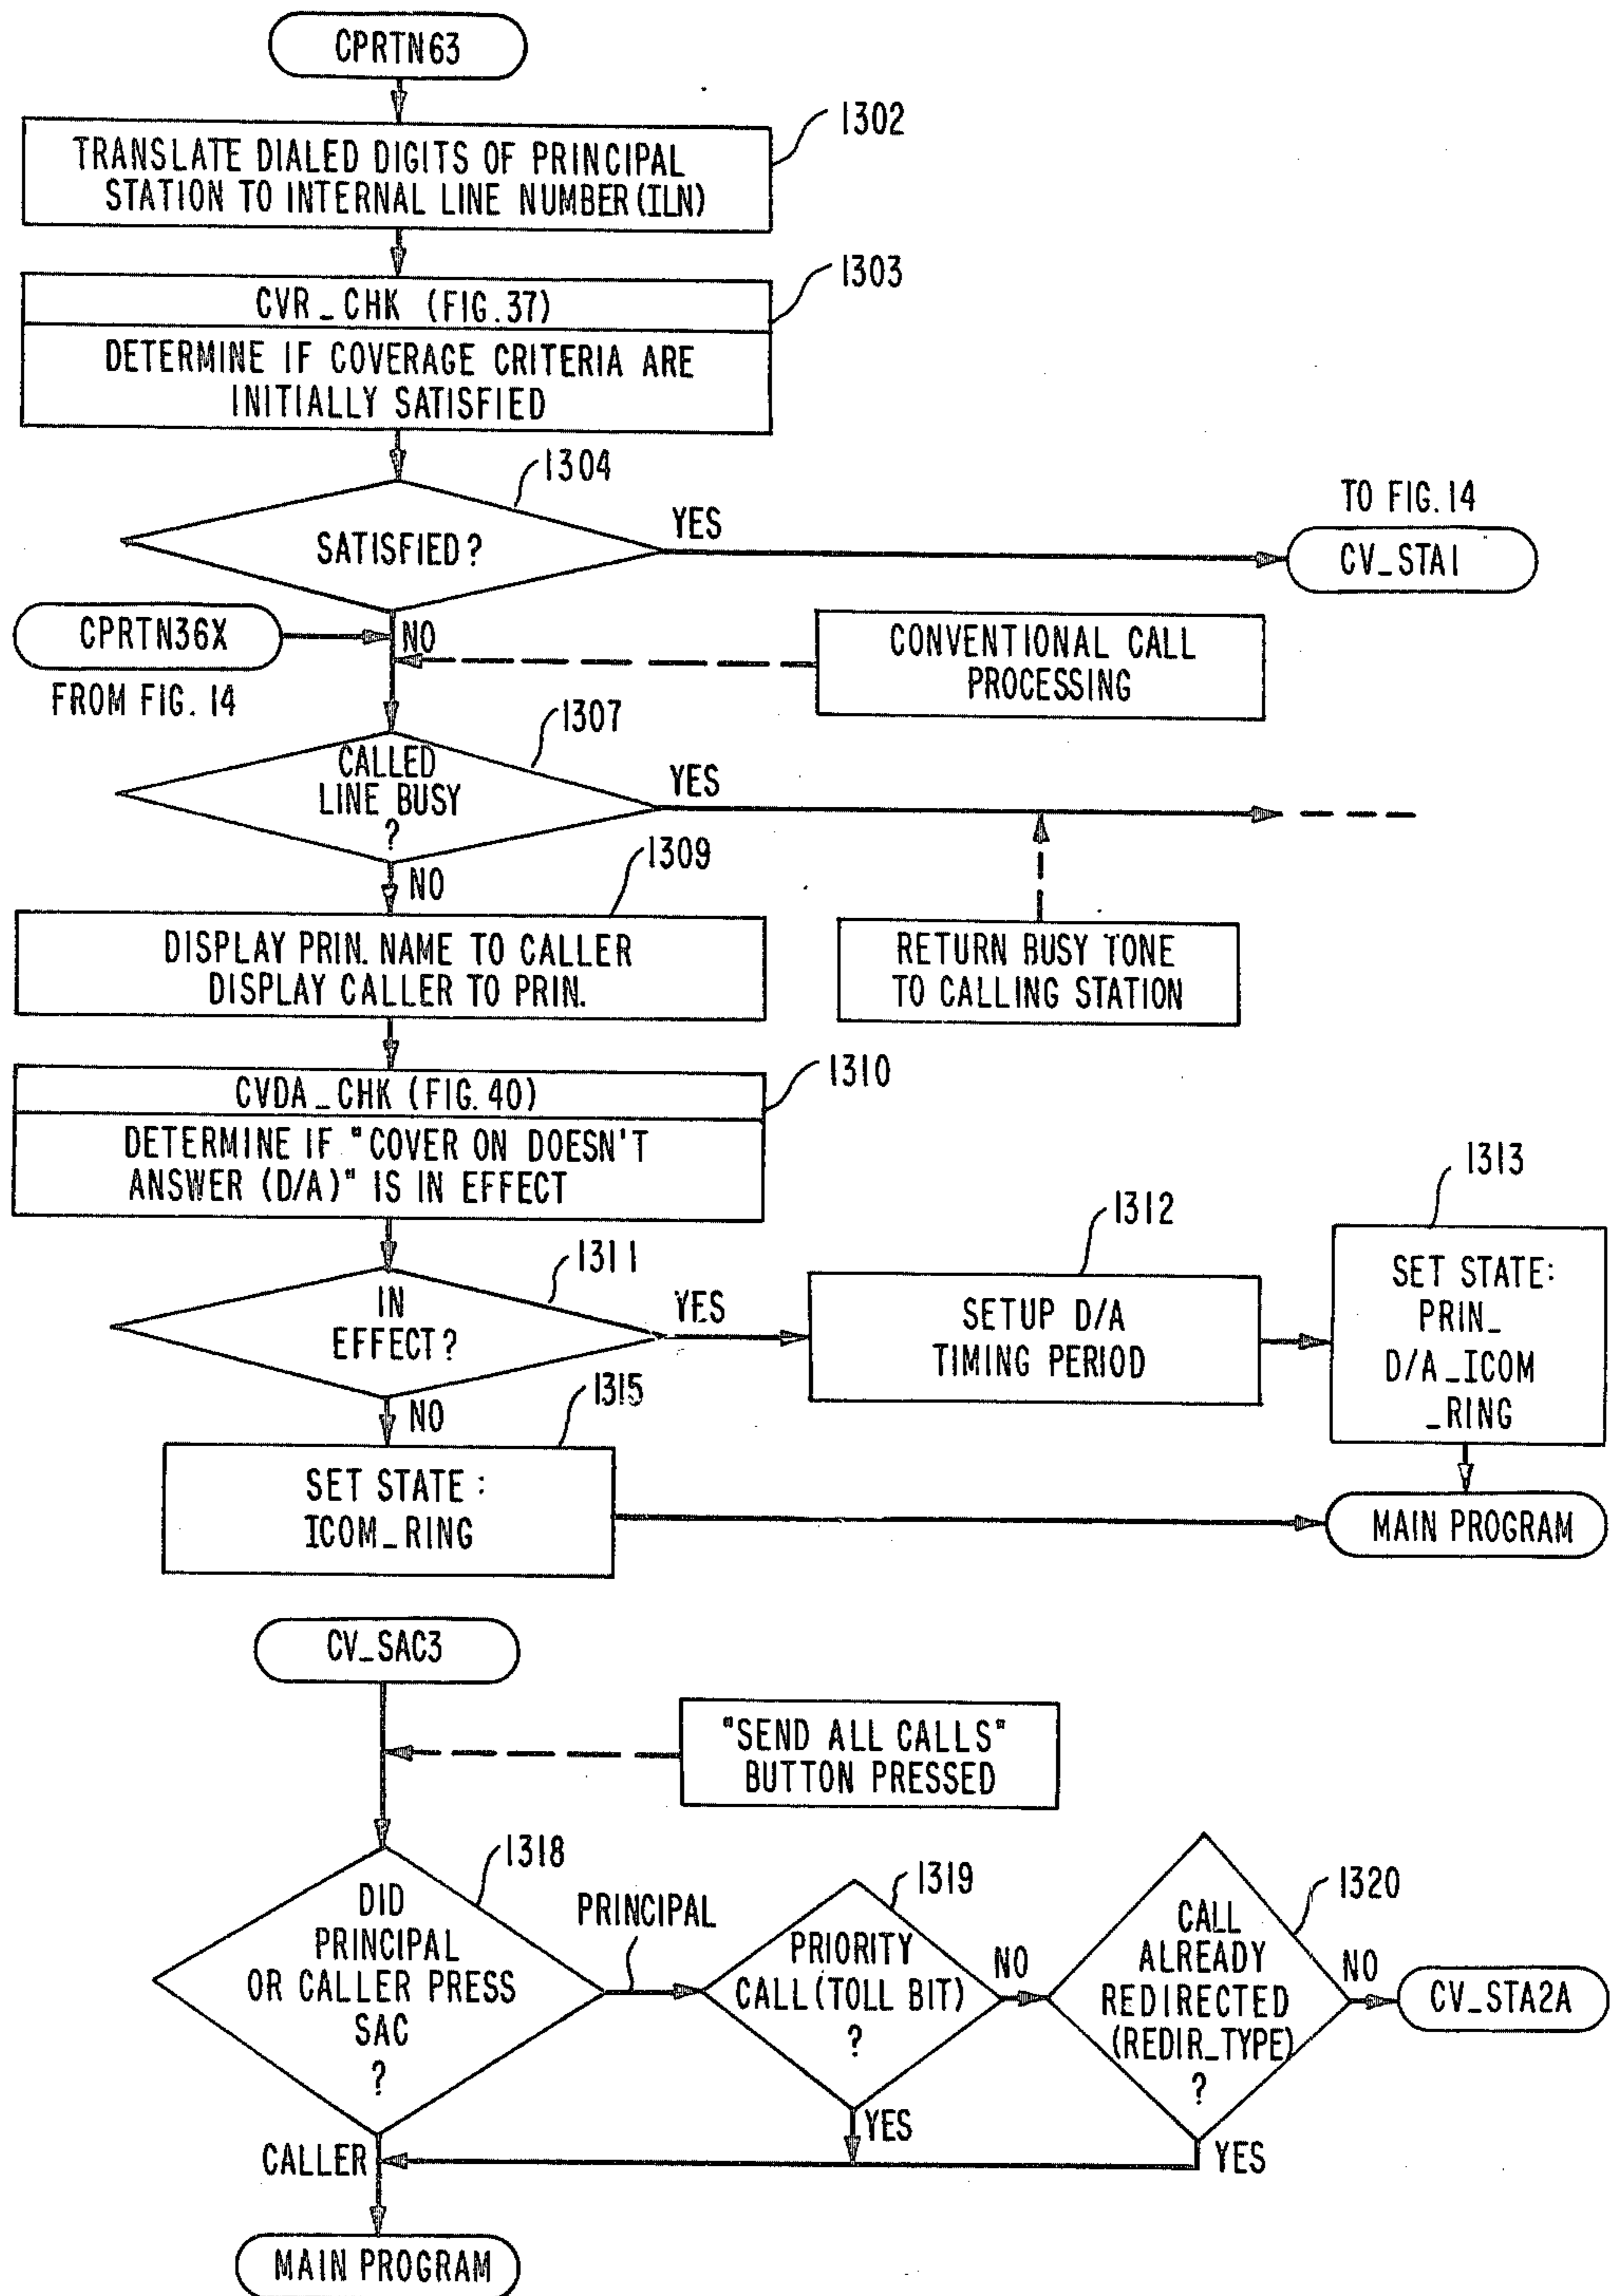 CPRTN63
1302
TRANSLATE DIALED DIGITS OF PRINCIPAL
STATION TO INTERNAL LINE NUMBER (ILN)
1303
CVR_CHK (FIG. 37)
DETERMINE IF COVERAGE CRITERIA ARE
INITIALLY SATISFIED
1304
SATISFIED?
YES
TO FIG. 14
CV_STA1
CPRTN36X
NO
FROM FIG. 14
CONVENTIONAL CALL
PROCESSING
1307
CALLED
LINE BUSY
?
YES
NO
1309
DISPLAY PRIN. NAME TO CALLER
DISPLAY CALLER TO PRIN.
RETURN BUSY TONE
TO CALLING STATION
1310
CVDA_CHK (FIG. 40)
DETERMINE IF "COVER ON DOESN'T
ANSWER (D/A)" IS IN EFFECT
1311
IN
EFFECT?
YES
NO
1312
SETUP D/A
TIMING PERIOD
1313
SET STATE:
PRIN_
D/A_ICOM
_RING
1315
SET STATE :
ICOM_RING
MAIN PROGRAM
CV_SAC3
"SEND ALL CALLS"
BUTTON PRESSED
1318
DID
PRINCIPAL
OR CALLER PRESS
SAC
?
PRINCIPAL
1319
PRIORITY
CALL (TOLL BIT)
?
NO
YES
1320
CALL
ALREADY
REDIRECTED
(REDIR_TYPE)
?
NO
CV_STA2A
YES
CALLER
MAIN PROGRAM